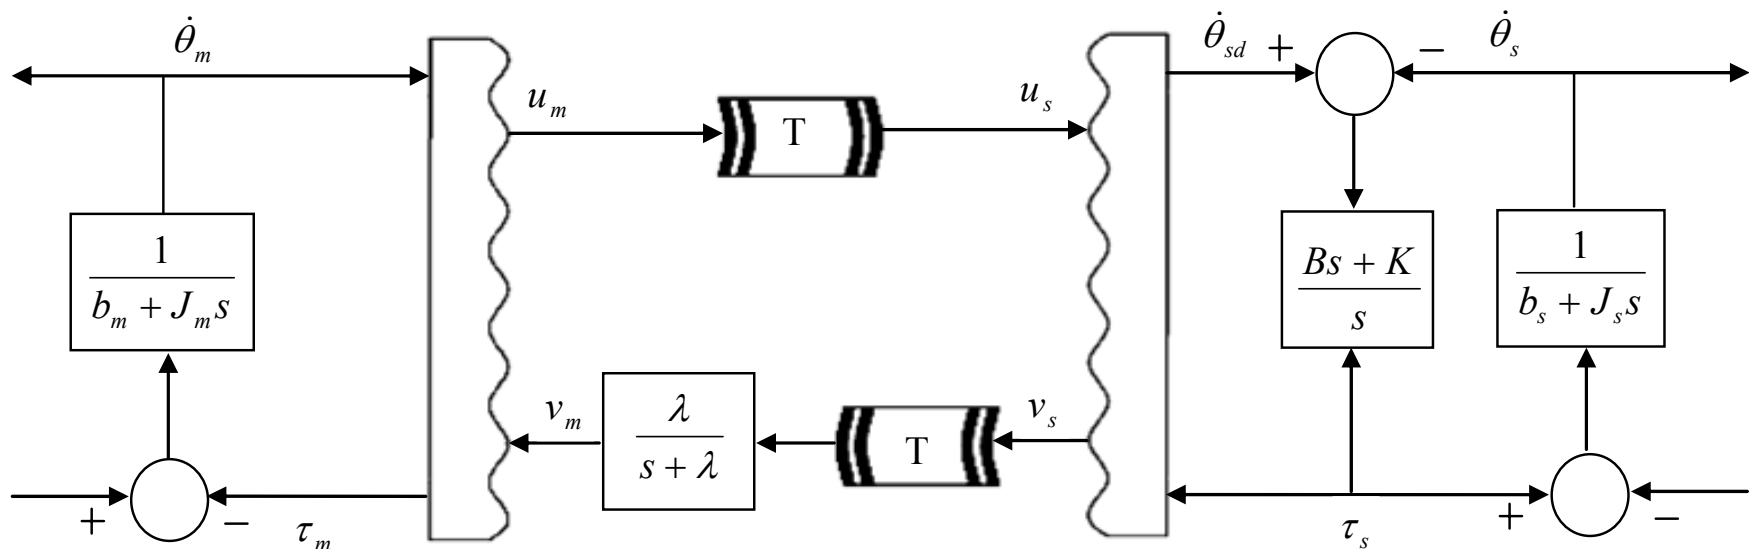 θ̇_m
θ̇_sd + − θ̇_s
u_m T u_s
1
b_m + J_m s
Bs + K
s
1
b_s + J_s s
v_m λ
s + λ
T v_s
+ − τ_m
τ_s + −